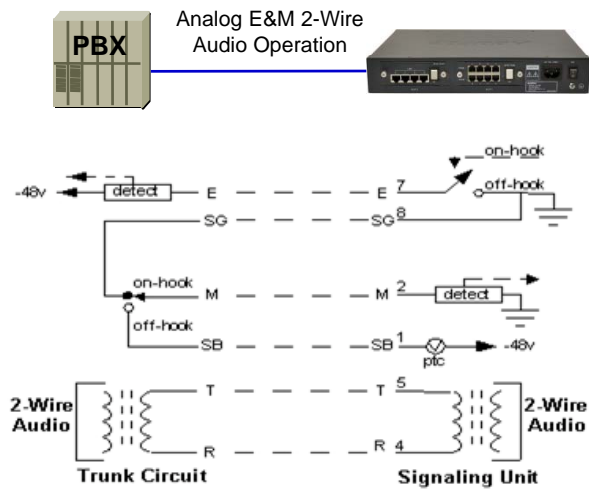 Analog E&M 2-Wire
Audio Operation
PBX
on-hook
-48v detect E E 7 off-hook
SG SG 8
on-hook M M 2 detect
off-hook
SB SB 1 -48v
ptc
T T 5
2-Wire
Audio
2-Wire
Audio
R R 4
Trunk Circuit Signaling Unit